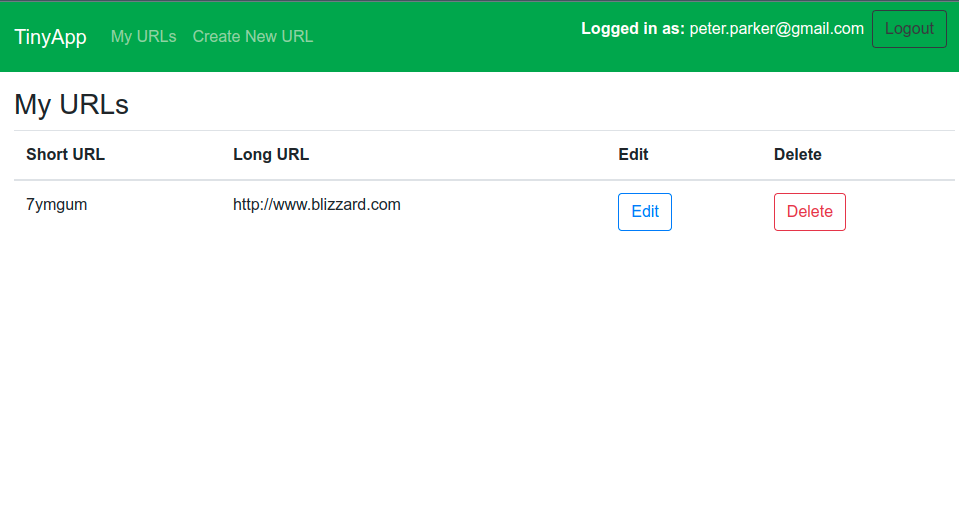 TinyApp My URLs Create New URL Logged in as: peter.parker@gmail.com Logout
My URLs
Short URL Long URL Edit Delete
7ymgum http://www.blizzard.com Edit Delete